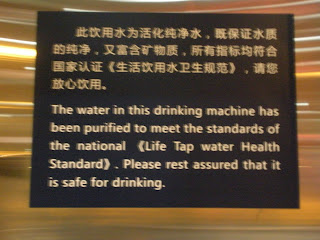 此饮用水为活化纯净水，既保证水质
的纯净，又富含矿物质，所有指标均符合
国家认证《生活饮用水卫生规范》，请您
放心饮用。
The water in this drinking machine has
been purified to meet the standards of
the national 《Life Tap water Health
Standard》. Please rest assured that it
is safe for drinking.